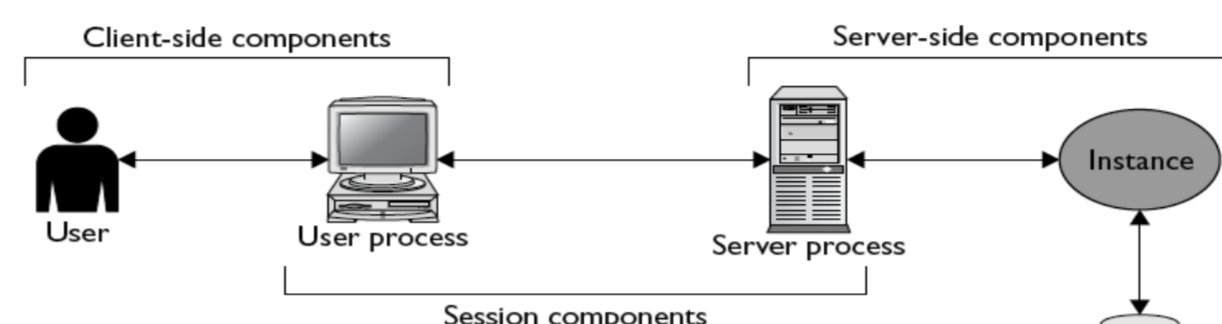 Client-side components
Server-side components
Instance
User
User process
Server process
Session components